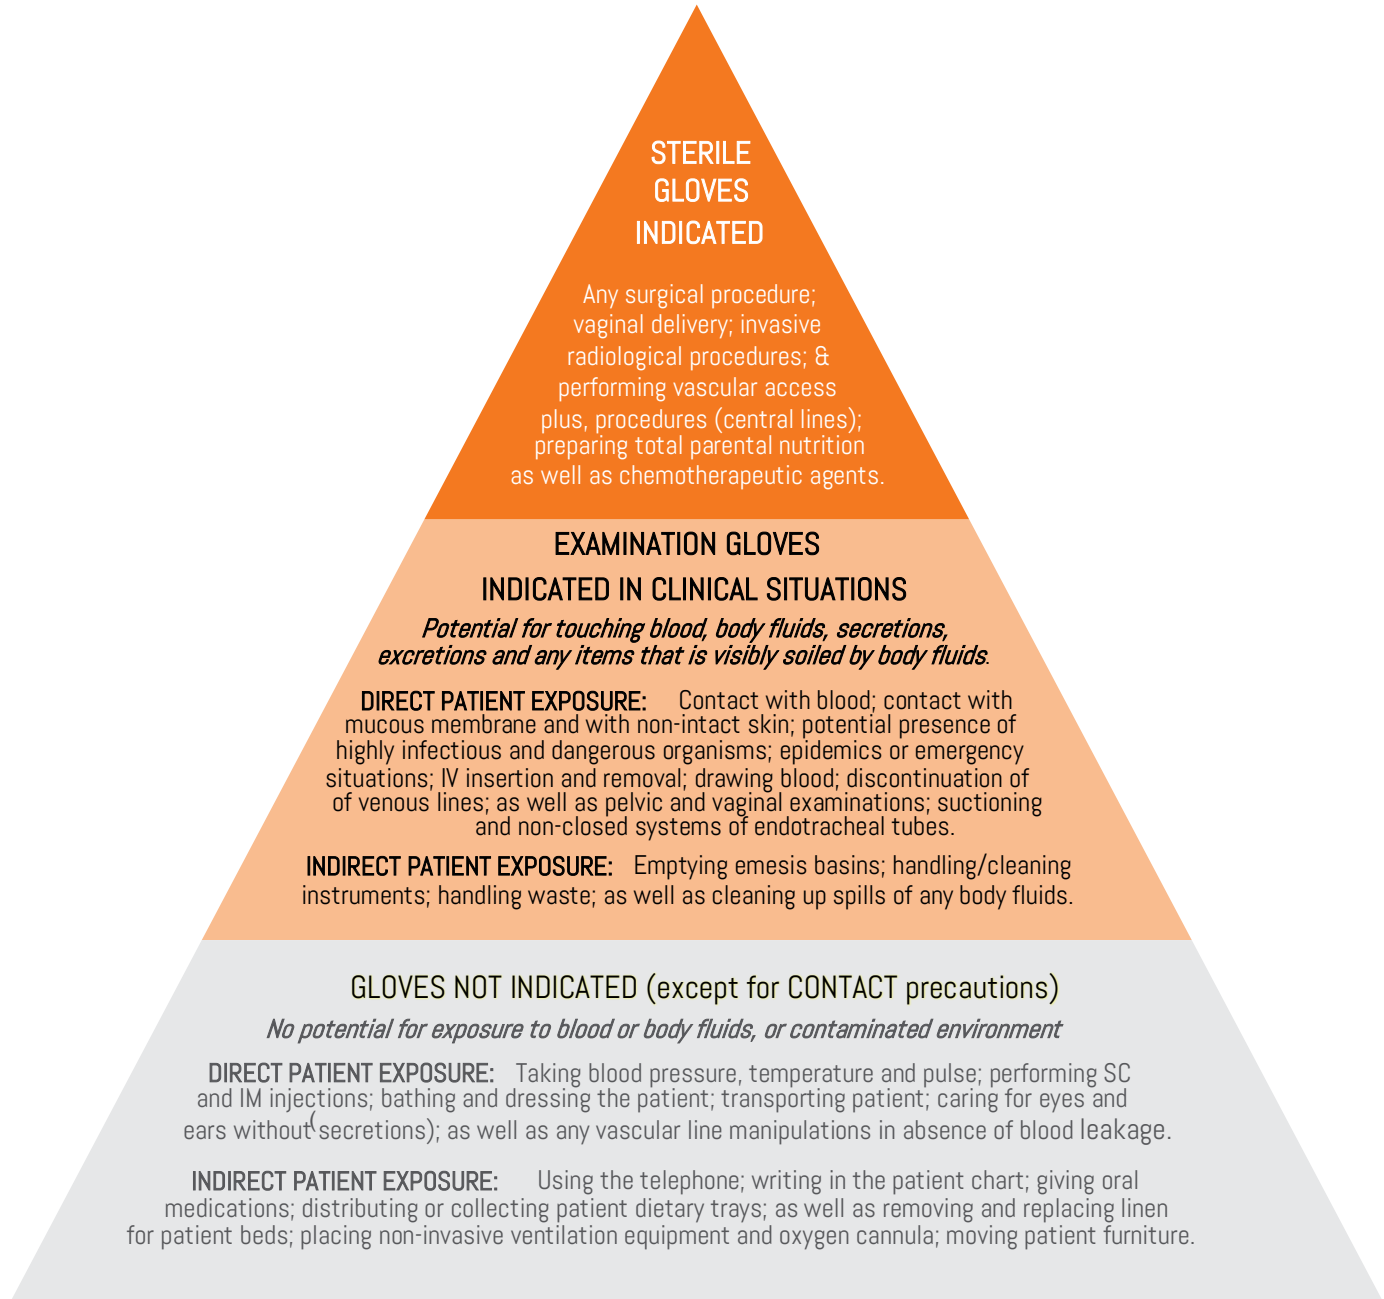 STERILE
GLOVES
INDICATED
Any surgical procedure;
vaginal delivery; invasive
radiological procedures; &
performing vascular access
plus, procedures (central lines);
preparing total parental nutrition
as well as chemotherapeutic agents.
EXAMINATION GLOVES
INDICATED IN CLINICAL SITUATIONS
Potential for touching blood, body fluids, secretions,
excretions and any items that is visibly soiled by body fluids.
DIRECT PATIENT EXPOSURE: Contact with blood; contact with
mucous membrane and with non-intact skin; potential presence of
highly infectious and dangerous organisms; epidemics or emergency
situations; IV insertion and removal; drawing blood; discontinuation of
of venous lines; as well as pelvic and vaginal examinations; suctioning
and non-closed systems of endotracheal tubes.
INDIRECT PATIENT EXPOSURE: Emptying emesis basins; handling/cleaning
instruments; handling waste; as well as cleaning up spills of any body fluids.
GLOVES NOT INDICATED (except for CONTACT precautions)
No potential for exposure to blood or body fluids, or contaminated environment
DIRECT PATIENT EXPOSURE: Taking blood pressure, temperature and pulse; performing SC
and IM injections; bathing and dressing the patient; transporting patient; caring for eyes and
ears without(secretions); as well as any vascular line manipulations in absence of blood leakage.
INDIRECT PATIENT EXPOSURE: Using the telephone; writing in the patient chart; giving oral
medications; distributing or collecting patient dietary trays; as well as removing and replacing linen
for patient beds; placing non-invasive ventilation equipment and oxygen cannula; moving patient furniture.